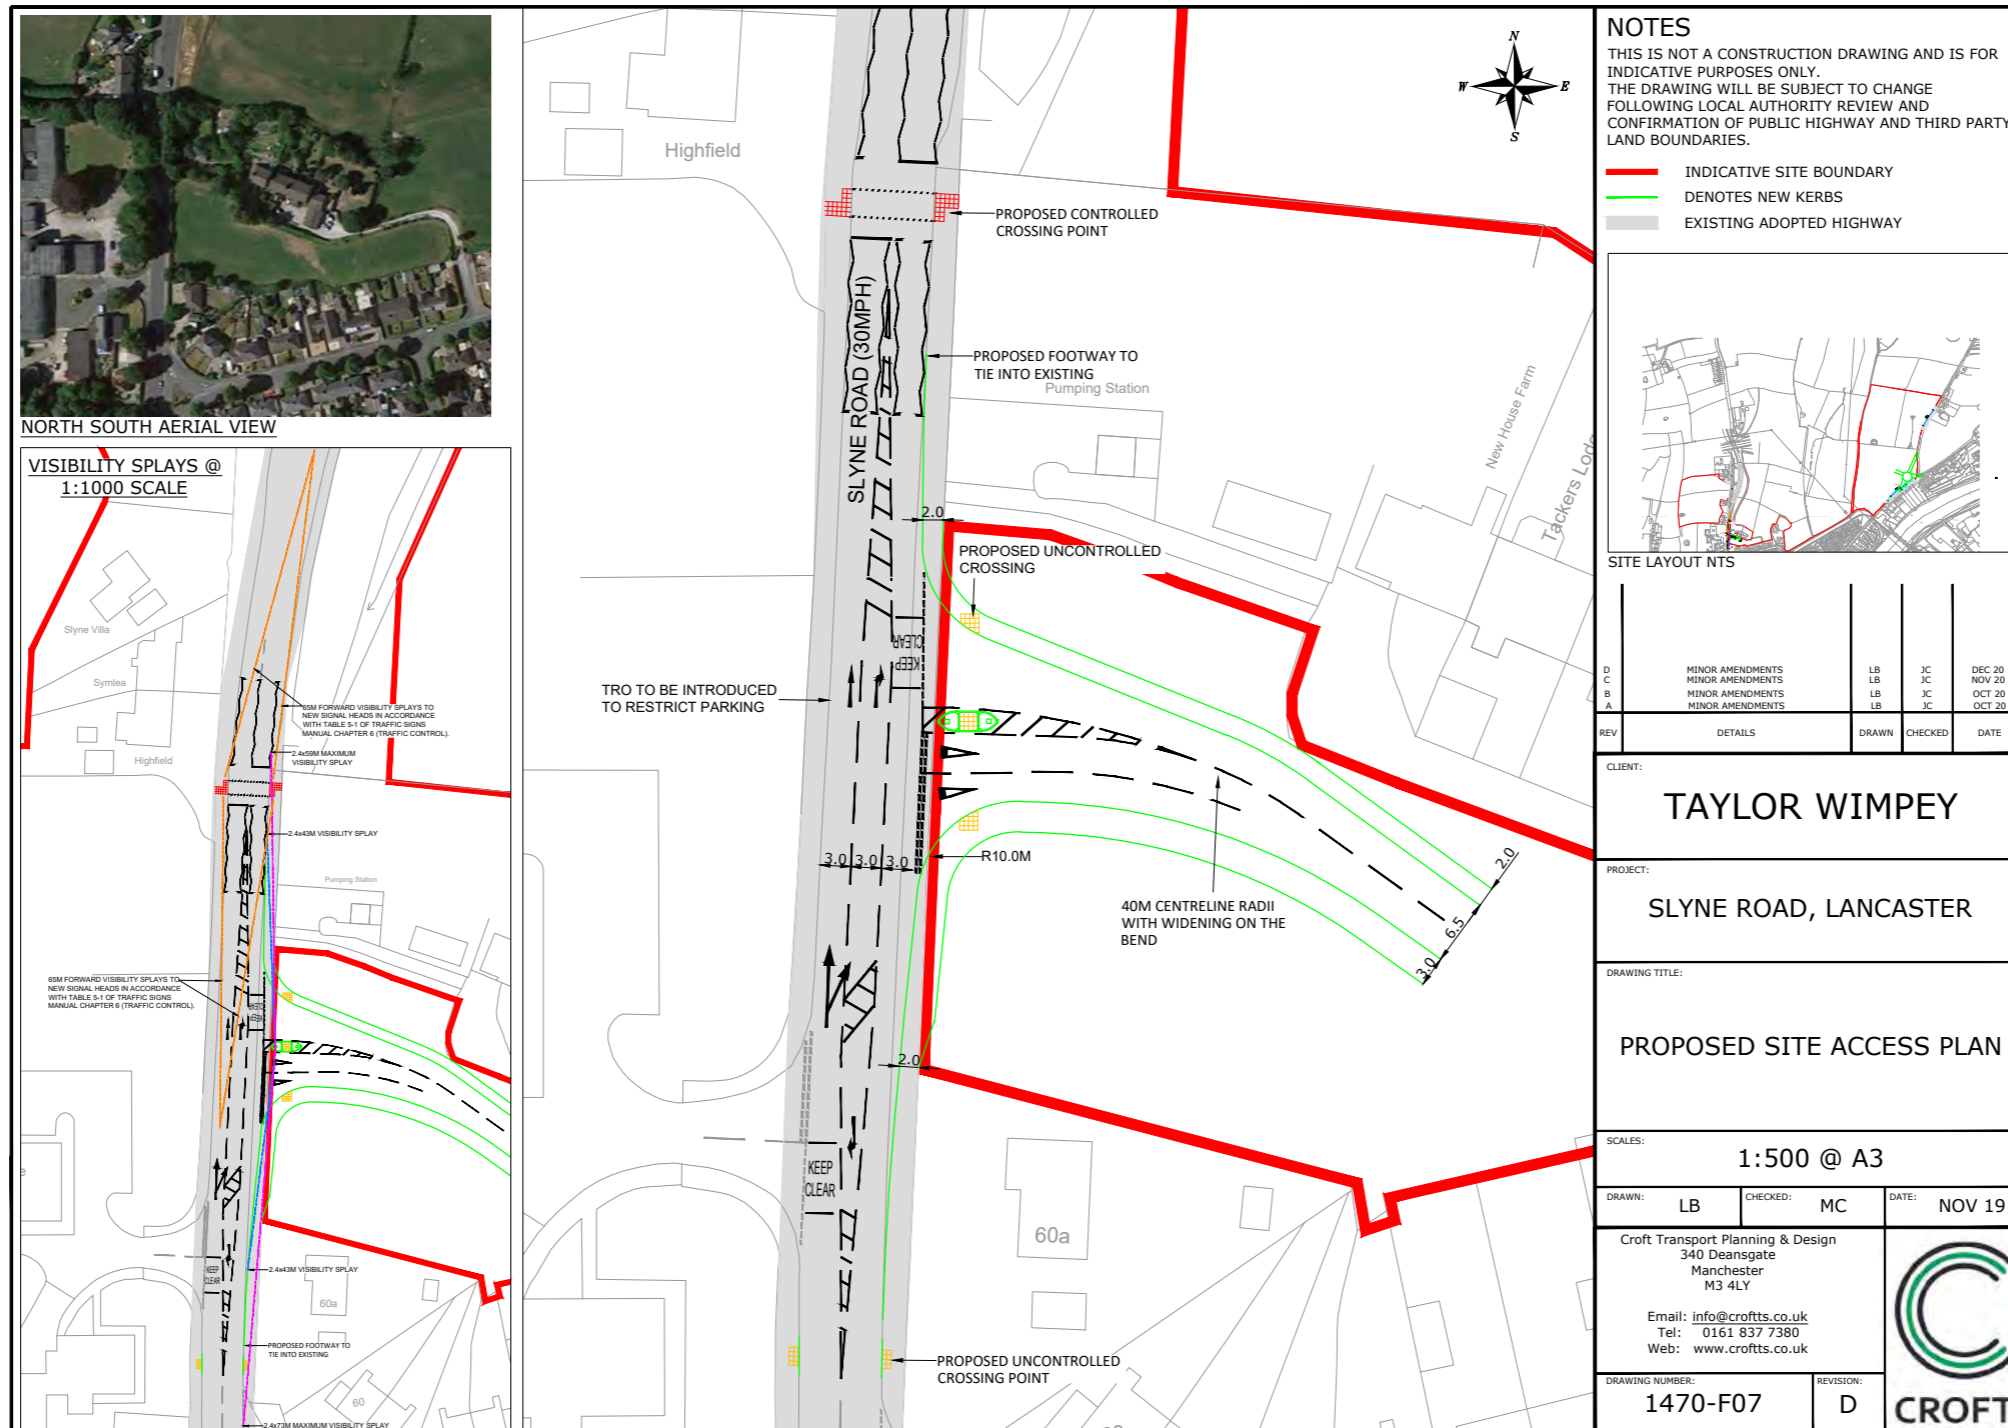 NORTH SOUTH AERIAL VIEW
VISIBILITY SPLAYS @
1:1000 SCALE
Slyne Villa
Symlea
Highfield
65M FORWARD VISIBILITY SPLAYS TO
NEW SIGNAL HEADS IN ACCORDANCE
WITH TABLE 5-1 OF TRAFFIC SIGNS
MANUAL CHAPTER 6 (TRAFFIC CONTROL).
2.4x59M MAXIMUM
VISIBILITY SPLAY
2.4x43M VISIBILITY SPLAY
Pumping Station
65M FORWARD VISIBILITY SPLAYS TO
NEW SIGNAL HEADS IN ACCORDANCE
WITH TABLE 5-1 OF TRAFFIC SIGNS
MANUAL CHAPTER 6 (TRAFFIC CONTROL).
KEEP
CLEAR
KEEP
CLEAR
2.4x43M VISIBILITY SPLAY
60a
PROPOSED FOOTWAY TO
TIE INTO EXISTING
60
2.4x73M MAXIMUM VISIBILITY SPLAY
Highfield
N
W
E
S
PROPOSED CONTROLLED
CROSSING POINT
SLYNE ROAD (30MPH)
PROPOSED FOOTWAY TO
TIE INTO EXISTING
Pumping Station
New House Farm
2.0
PROPOSED UNCONTROLLED
CROSSING
KEEP
CLEAR
TRO TO BE INTRODUCED
TO RESTRICT PARKING
3.0
3.0
3.0
R10.0M
40M CENTRELINE RADII
WITH WIDENING ON THE
BEND
2.0
6.5
3.0
2.0
KEEP
CLEAR
60a
PROPOSED UNCONTROLLED
CROSSING POINT
NOTES
THIS IS NOT A CONSTRUCTION DRAWING AND IS FOR
INDICATIVE PURPOSES ONLY.
THE DRAWING WILL BE SUBJECT TO CHANGE
FOLLOWING LOCAL AUTHORITY REVIEW AND
CONFIRMATION OF PUBLIC HIGHWAY AND THIRD PARTY
LAND BOUNDARIES.
INDICATIVE SITE BOUNDARY
DENOTES NEW KERBS
EXISTING ADOPTED HIGHWAY
SITE LAYOUT NTS
D MINOR AMENDMENTS LB JC DEC 20
C MINOR AMENDMENTS LB JC NOV 20
B MINOR AMENDMENTS LB JC OCT 20
A MINOR AMENDMENTS LB JC OCT 20
REV DETAILS DRAWN CHECKED DATE
CLIENT:
TAYLOR WIMPEY
PROJECT:
SLYNE ROAD, LANCASTER
DRAWING TITLE:
PROPOSED SITE ACCESS PLAN
SCALES:
1:500 @ A3
DRAWN: LB CHECKED: MC DATE: NOV 19
Croft Transport Planning & Design
340 Deansgate
Manchester
M3 4LY
Email: info@croftts.co.uk
Tel: 0161 837 7380
Web: www.croftts.co.uk
DRAWING NUMBER:
1470-F07
REVISION:
D